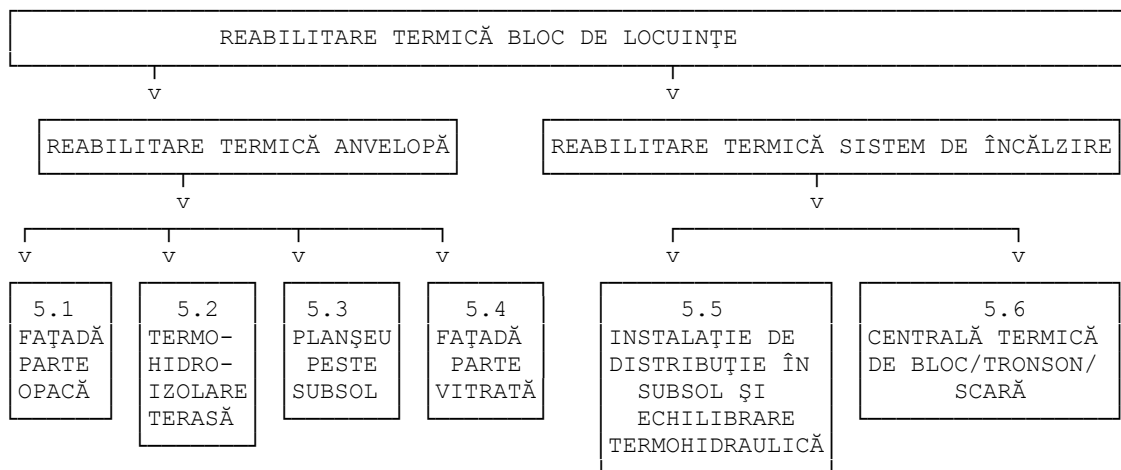 REABILITARE TERMICĂ BLOC DE LOCUINŢE
v v
REABILITARE TERMICĂ ANVELOPĂ
REABILITARE TERMICĂ SISTEM DE ÎNCĂLZIRE
v v
v v v v v v
5.1
FAŢADĂ
PARTE
OPACĂ
5.2
TERMO-
HIDRO-
IZOLARE
TERASĂ
5.3
PLANŞEU
PESTE
SUBSOL
5.4
FAŢADĂ
PARTE
VITRATĂ
5.5
INSTALAŢIE DE
DISTRIBUŢIE ÎN
SUBSOL ŞI
ECHILIBRARE
TERMOHIDRAULICĂ
5.6
CENTRALĂ TERMICĂ
DE BLOC/TRONSON/
SCARĂ